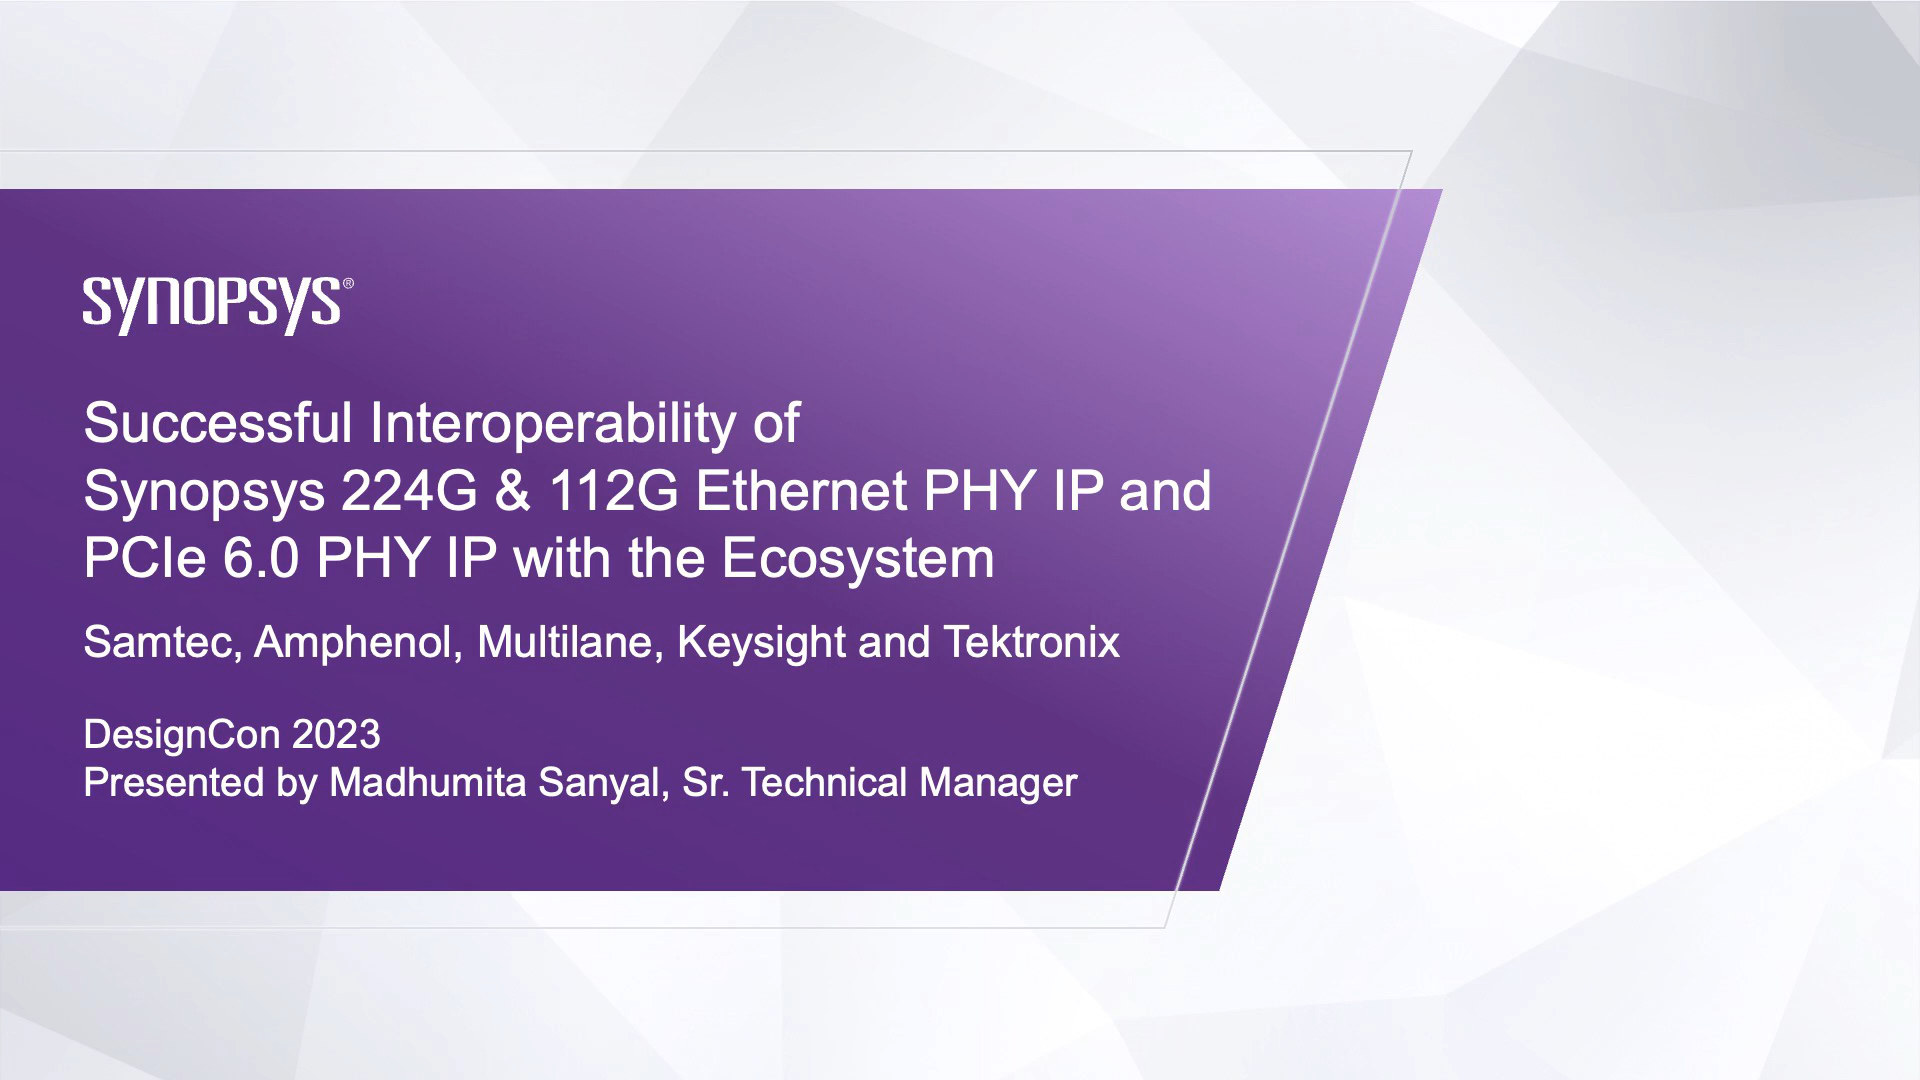 SYNOPSYS®
Successful Interoperability of
Synopsys 224G & 112G Ethernet PHY IP and
PCIe 6.0 PHY IP with the Ecosystem
Samtec, Amphenol, Multilane, Keysight and Tektronix
DesignCon 2023
Presented by Madhumita Sanyal, Sr. Technical Manager